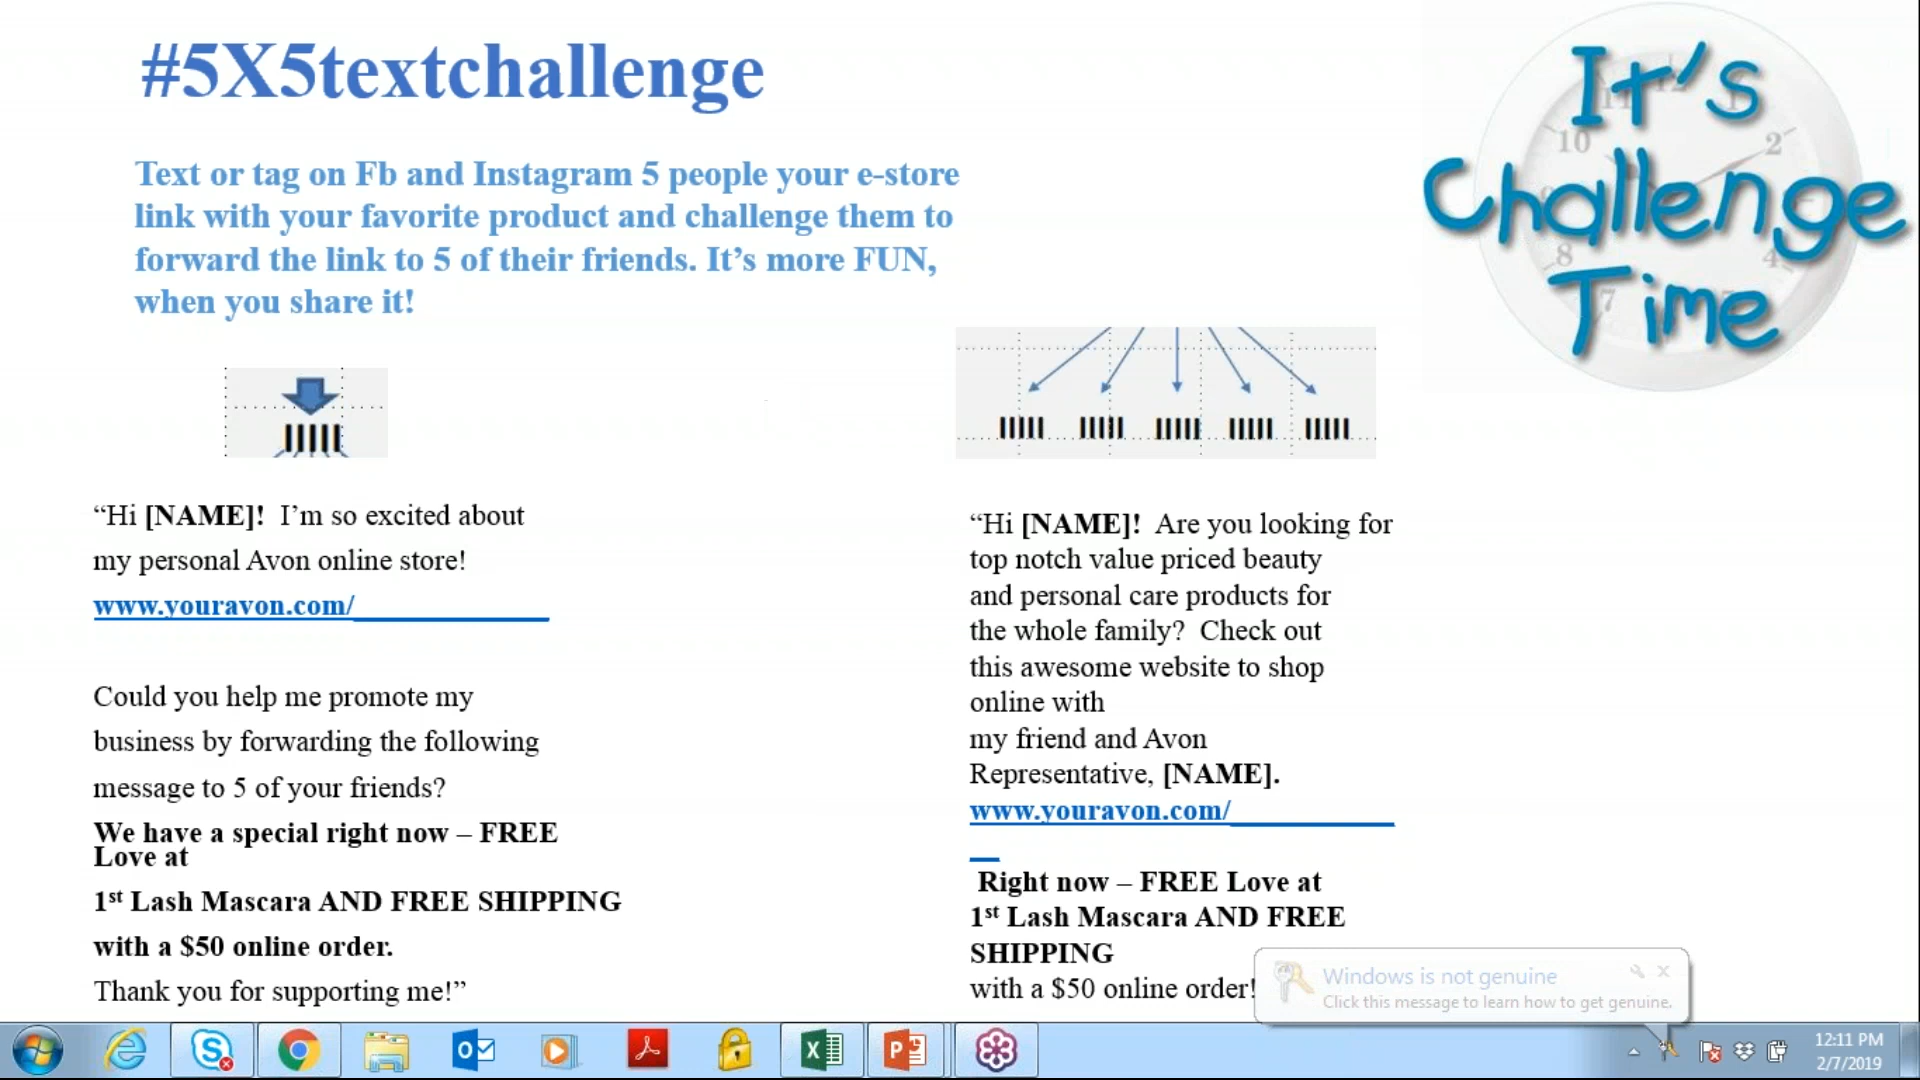 #5X5textchallenge
Text or tag on Fb and Instagram 5 people your e-store
link with your favorite product and challenge them to
forward the link to 5 of their friends. It’s more FUN,
when you share it!
It's
Challenge
Time
10
2
8
4
7
“Hi [NAME]!  I’m so excited about
my personal Avon online store!
www.youravon.com/_____________
Could you help me promote my
business by forwarding the following
message to 5 of your friends?
We have a special right now – FREE
Love at
1st Lash Mascara AND FREE SHIPPING
with a $50 online order.
Thank you for supporting me!”
“Hi [NAME]!  Are you looking for
top notch value priced beauty
and personal care products for
the whole family?  Check out
this awesome website to shop
online with
my friend and Avon
Representative, [NAME].
www.youravon.com/___________
__
Right now – FREE Love at
1st Lash Mascara AND FREE
SHIPPING
with a $50 online order!
Windows is not genuine
Click this message to learn how to get genuine.
12:11 PM
2/7/2019